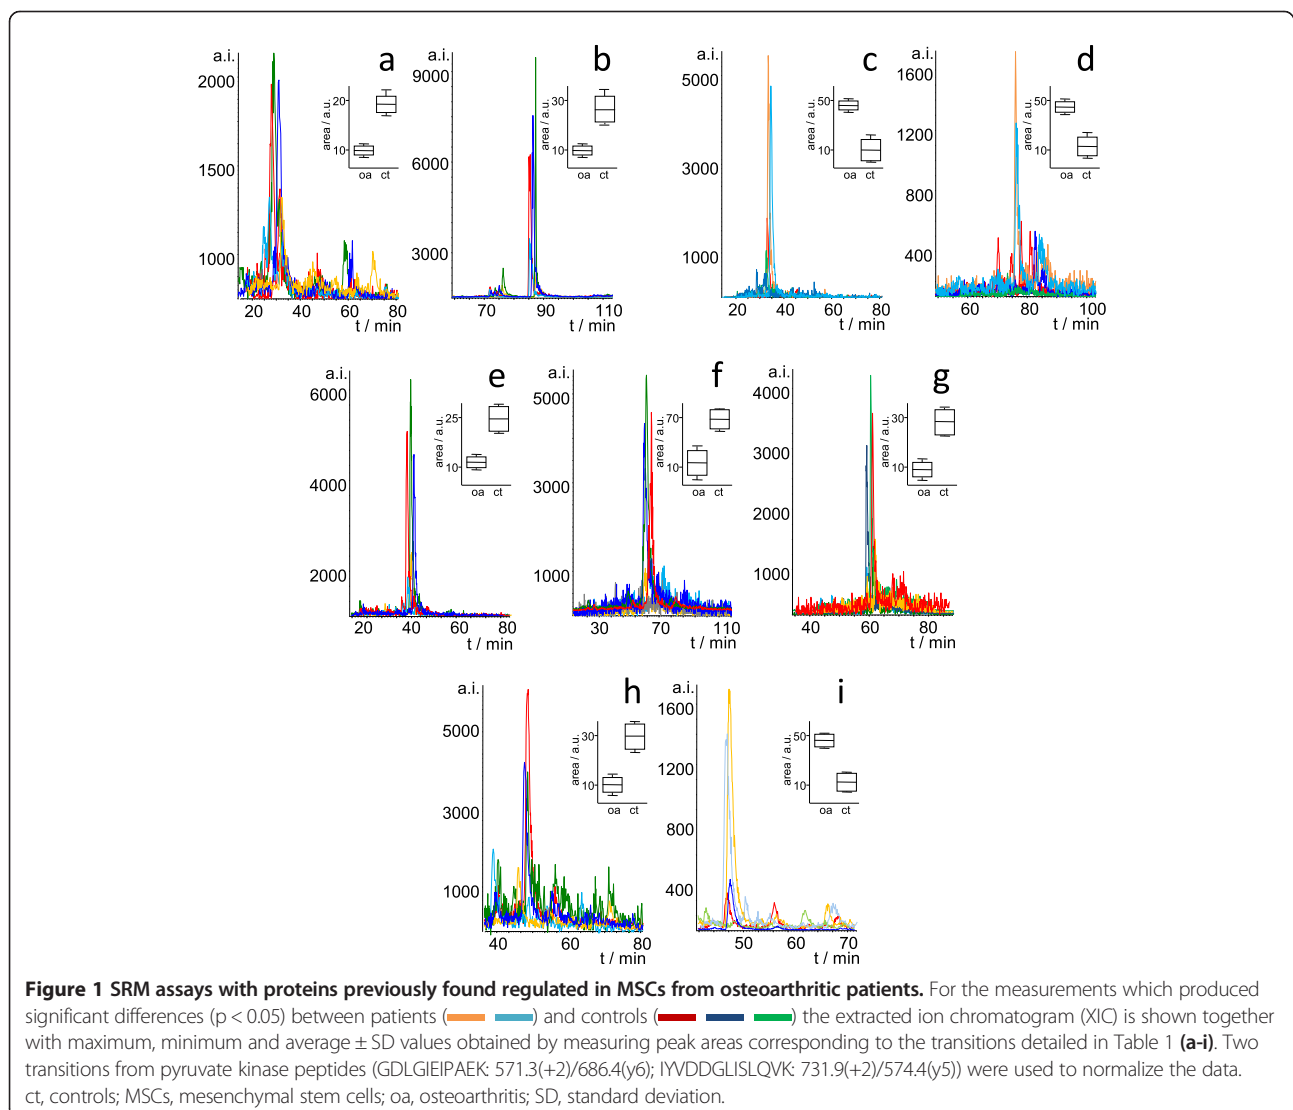 a.i.
2000
1500
1000
20 40 60 80
t / min
a
area / a.u.
20
10
oa ct
a.i.
9000
6000
3000
70 90 110
t / min
b
area / a.u.
30
10
oa ct
a.i.
5000
3000
1000
20 40 60 80
t / min
c
area / a.u.
50
10
oa ct
a.i.
1600
1200
800
400
60 80 100
t / min
d
area / a.u.
50
10
oa ct
a.i.
6000
4000
2000
20 40 60 80
t / min
e
area / a.u.
25
10
oa ct
a.i.
5000
3000
1000
30 70 110
t / min
f
area / a.u.
70
10
oa ct
a.i.
4000
3000
2000
1000
40 60 80
t / min
g
area / a.u.
30
10
oa ct
a.i.
5000
3000
1000
40 60 80
t / min
h
area / a.u.
30
10
oa ct
a.i.
1600
1200
800
400
50 60 70
t / min
i
area / a.u.
50
10
oa ct
Figure 1 SRM assays with proteins previously found regulated in MSCs from osteoarthritic patients. For the measurements which produced
significant differences (p < 0.05) between patients ( ) and controls ( ) the extracted ion chromatogram (XIC) is shown together
with maximum, minimum and average ± SD values obtained by measuring peak areas corresponding to the transitions detailed in Table 1 (a-i). Two
transitions from pyruvate kinase peptides (GDLGIEIPAEK: 571.3(+2)/686.4(y6); IYVDDGLISLQVK: 731.9(+2)/574.4(y5)) were used to normalize the data.
ct, controls; MSCs, mesenchymal stem cells; oa, osteoarthritis; SD, standard deviation.